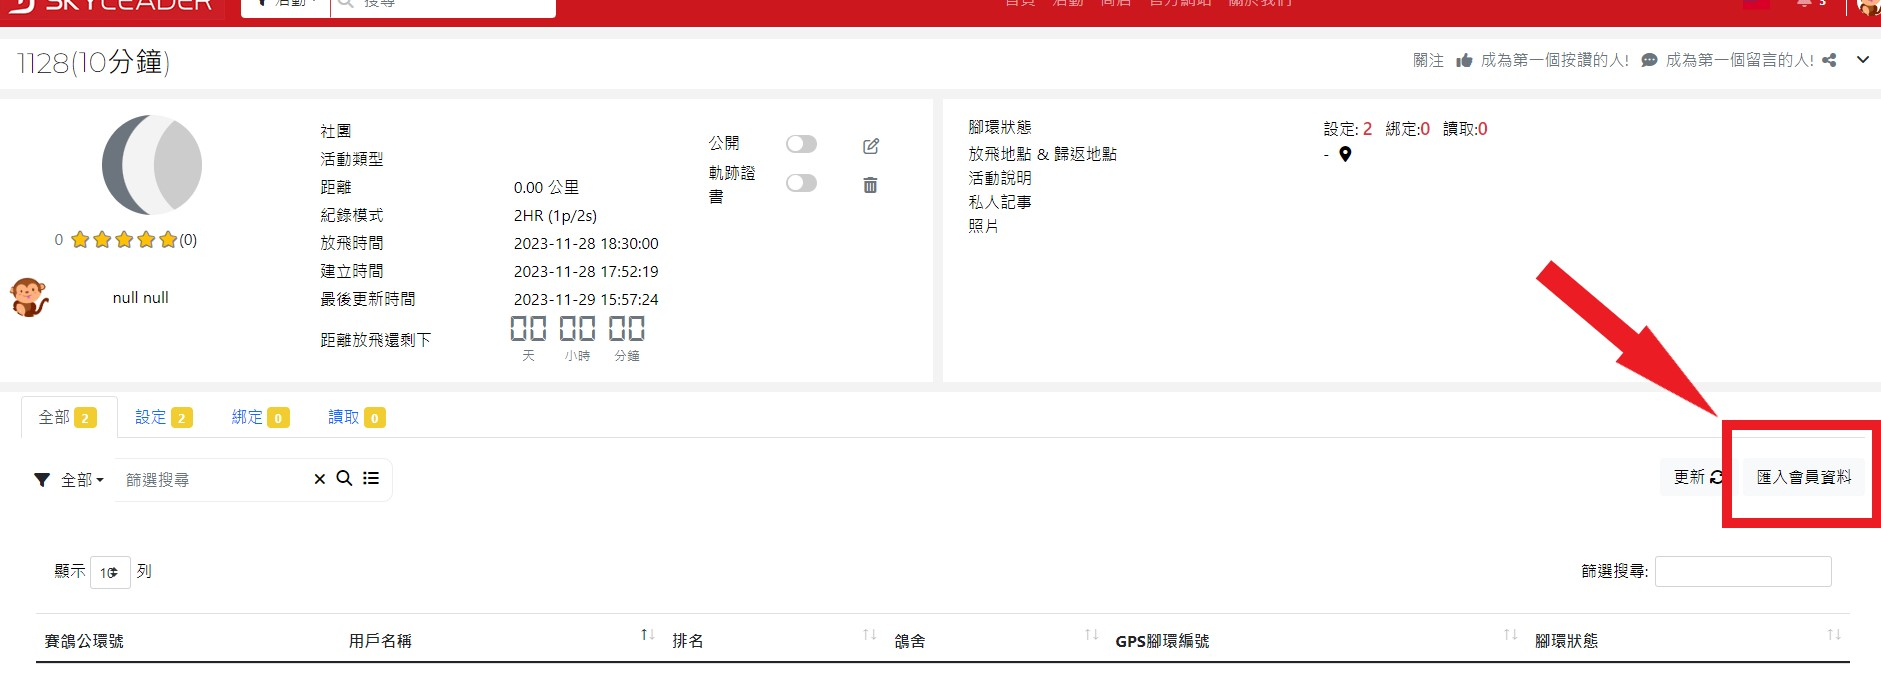 SKYLEADER
活動
搜尋
首頁 活動 商店 官方網站 關於我們
3
1128(10分鐘)
關注 成為第一個按讚的人! 成為第一個留言的人!
0 (0)
null null
社團
活動類型
距離 0.00 公里
紀錄模式 2HR (1p/2s)
放飛時間 2023-11-28 18:30:00
建立時間 2023-11-28 17:52:19
最後更新時間 2023-11-29 15:57:24
距離放飛還剩下 00 00 00
天 小時 分鐘
公開
軌跡證
書
腳環狀態 設定: 2 綁定:0 讀取:0
放飛地點 & 歸返地點 -
活動說明
私人記事
照片
全部 2 設定 2 綁定 0 讀取 0
全部 篩選搜尋
更新 匯入會員資料
顯示 10 列
篩選搜尋:
賽鴿公環號 用戶名稱 排名 鴿舍 GPS腳環編號 腳環狀態